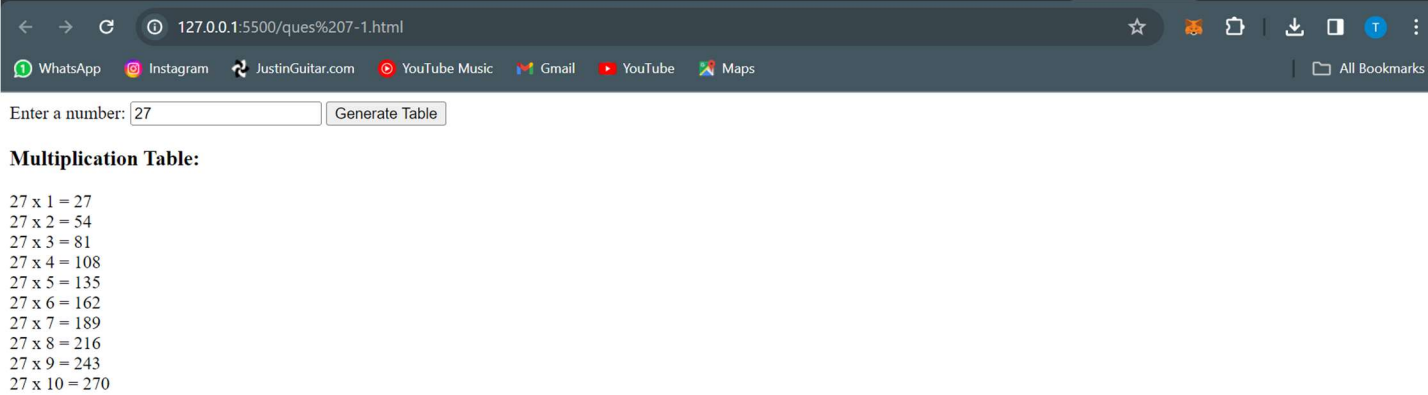 127.0.0.1:5500/ques%207-1.html
T
1 WhatsApp Instagram JustinGuitar.com YouTube Music Gmail YouTube Maps All Bookmarks
Enter a number: 27 Generate Table
Multiplication Table:
27 x 1 = 27
27 x 2 = 54
27 x 3 = 81
27 x 4 = 108
27 x 5 = 135
27 x 6 = 162
27 x 7 = 189
27 x 8 = 216
27 x 9 = 243
27 x 10 = 270